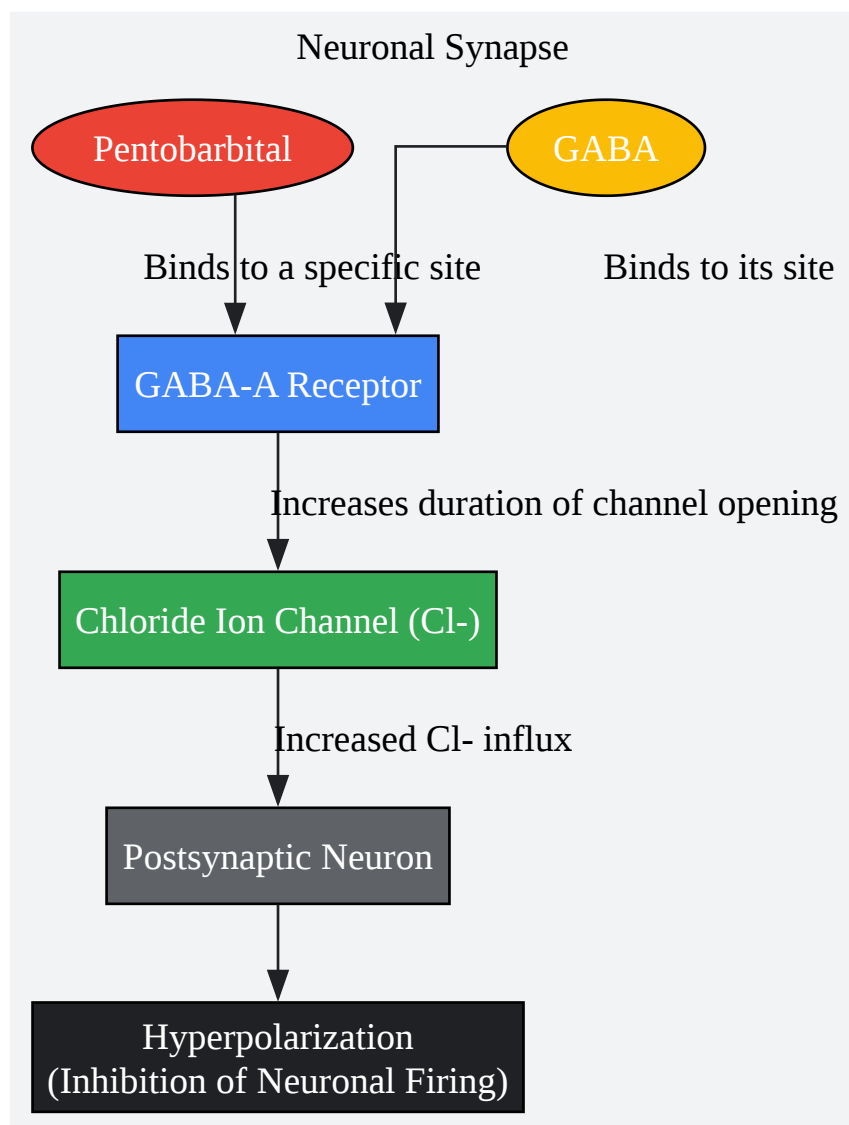 Neuronal Synapse
Pentobarbital
GABA
Binds to a specific site
Binds to its site
GABA-A Receptor
Increases duration of channel opening
Chloride Ion Channel (Cl-)
Increased Cl- influx
Postsynaptic Neuron
Hyperpolarization
(Inhibition of Neuronal Firing)